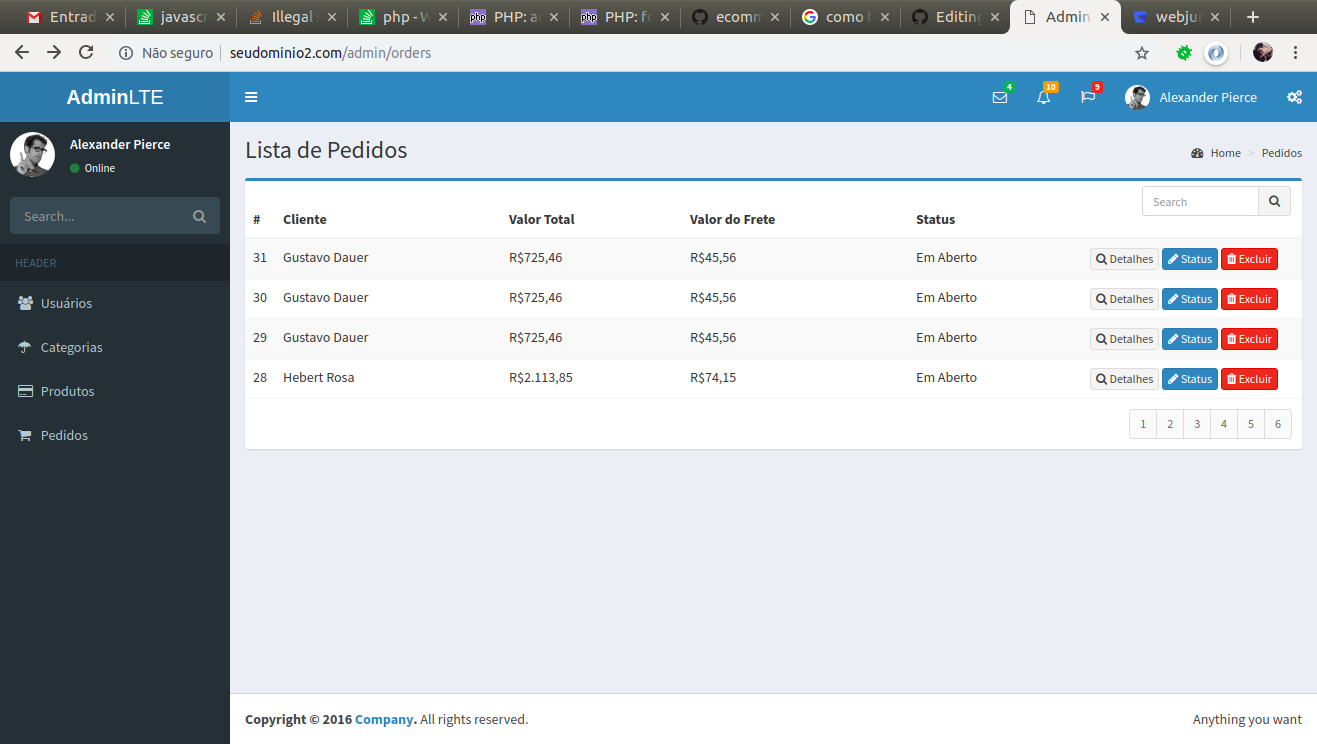 Entrad javascr Illegal php - W PHP: a PHP: fo ecomm como Editing Admin webjur
Não seguro seudominio2.com/admin/orders
AdminLTE 4 10 9 Alexander Pierce
Alexander Pierce
Online
Search...
HEADER
Usuários
Categorias
Produtos
Pedidos
Lista de Pedidos Home > Pedidos
Search
# Cliente Valor Total Valor do Frete Status
31 Gustavo Dauer R$725,46 R$45,56 Em Aberto Detalhes Status Excluir
30 Gustavo Dauer R$725,46 R$45,56 Em Aberto Detalhes Status Excluir
29 Gustavo Dauer R$725,46 R$45,56 Em Aberto Detalhes Status Excluir
28 Hebert Rosa R$2.113,85 R$74,15 Em Aberto Detalhes Status Excluir
1 2 3 4 5 6
Copyright © 2016 Company. All rights reserved. Anything you want